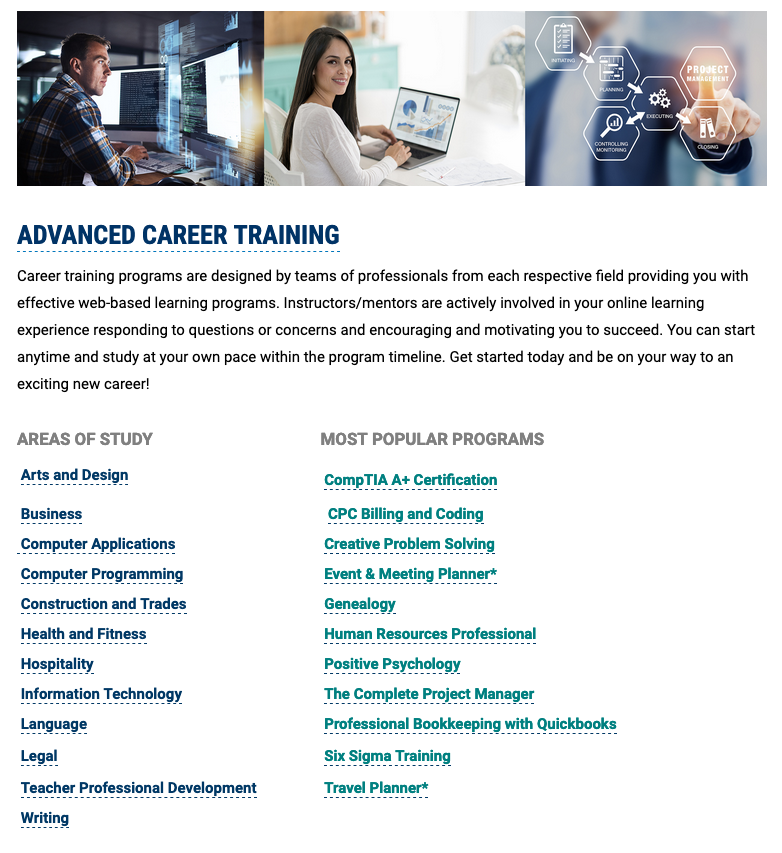 INITIATING
PLANNING
EXECUTING
CONTROLLING
MONITORING
PROJECT
MANAGEMENT
CLOSING
ADVANCED CAREER TRAINING
Career training programs are designed by teams of professionals from each respective field providing you with
effective web-based learning programs. Instructors/mentors are actively involved in your online learning
experience responding to questions or concerns and encouraging and motivating you to succeed. You can start
anytime and study at your own pace within the program timeline. Get started today and be on your way to an
exciting new career!
AREAS OF STUDY
Arts and Design
Business
Computer Applications
Computer Programming
Construction and Trades
Health and Fitness
Hospitality
Information Technology
Language
Legal
Teacher Professional Development
Writing
MOST POPULAR PROGRAMS
CompTIA A+ Certification
CPC Billing and Coding
Creative Problem Solving
Event & Meeting Planner*
Genealogy
Human Resources Professional
Positive Psychology
The Complete Project Manager
Professional Bookkeeping with Quickbooks
Six Sigma Training
Travel Planner*